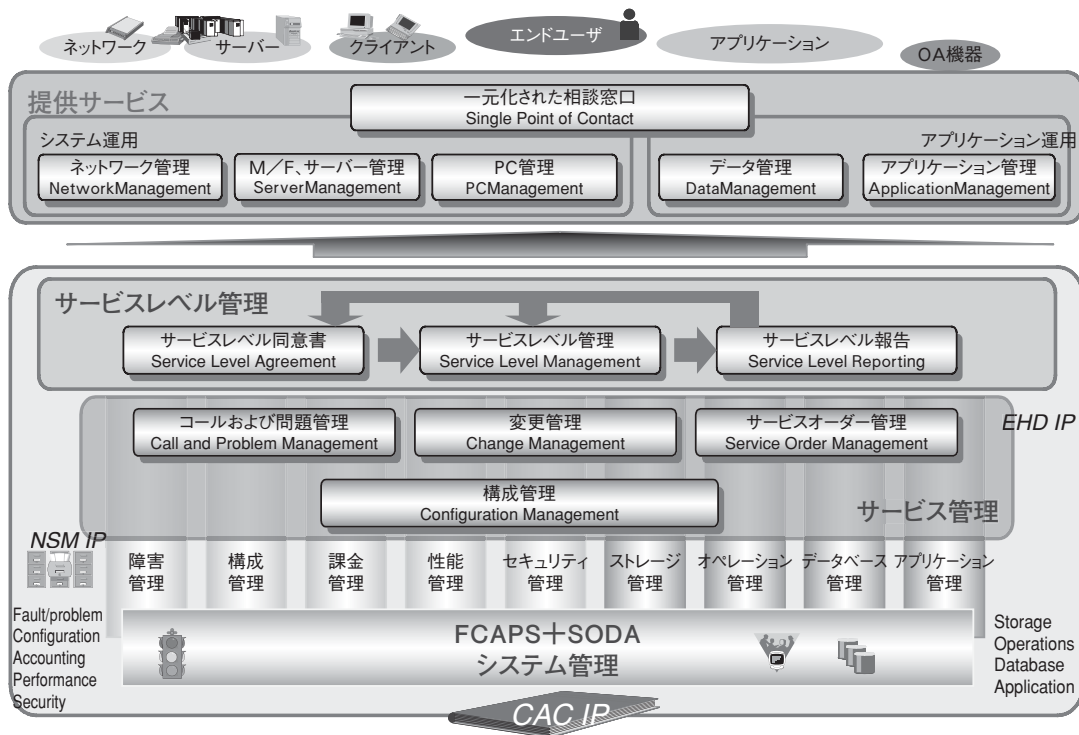 ネットワーク
サーバー
クライアント
エンドユーザ
アプリケーション
OA機器
提供サービス
一元化された相談窓口
Single Point of Contact
システム運用
アプリケーション運用
ネットワーク管理
NetworkManagement
M／F、サーバー管理
ServerManagement
PC管理
PCManagement
データ管理
DataManagement
アプリケーション管理
ApplicationManagement
サービスレベル管理
サービスレベル同意書
Service Level Agreement
サービスレベル管理
Service Level Management
サービスレベル報告
Service Level Reporting
コールおよび問題管理
Call and Problem Management
変更管理
Change Management
サービスオーダー管理
Service Order Management
EHD IP
構成管理
Configuration Management
サービス管理
NSM IP
障害
管理
構成
管理
課金
管理
性能
管理
セキュリティ
管理
ストレージ
管理
オペレーション
管理
データベース
管理
アプリケーション
管理
Fault/problem
Configuration
Accounting
Performance
Security
FCAPS＋SODA
システム管理
Storage
Operations
Database
Application
CAC IP